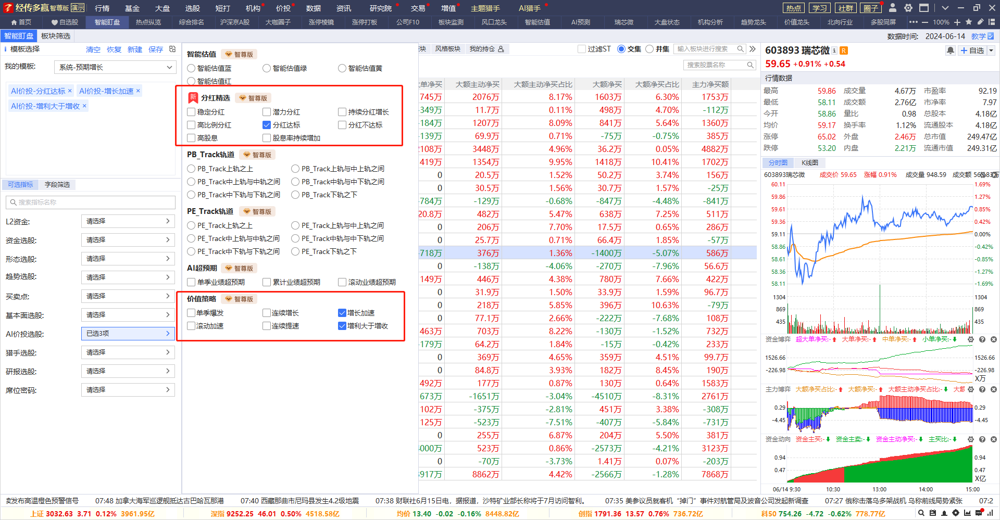 经传多赢 智尊版 演示 行情 基金 大盘 选股 短打 机构 价投 数据 资讯 研究院 交易 增值 主题猎手 AI猎手 热点 学习 社群 圈子
首页 自选股 智能盯盘 热点纵览 综合排名 沪深京A股 大咖圈子 涨停棱镜 涨停打板 公司F10 板块监测 风口龙头 智能估值 AI预测 瑞芯微 大盘状态 机构分析 趋势龙头 价值龙头 北向行业 多股同屏 100%
智能盯盘 板块筛选 数据时间: 2024-06-14 教学
模板选择 清空 恢复 新建 保存
我的模板: 系统-预期增长
AI价投-分红达标 × AI价投-增长加速 ×
AI价投-增利大于增收 ×
可选指标 字段筛选
搜索指标名称
L2资金: 请选择
资金选股: 请选择
形态选股: 请选择
趋势选股: 请选择
买卖点: 请选择
基本面选股: 请选择
AI价投选股: 已选3项
猎手选股: 请选择
研报选股: 请选择
席位密码: 请选择
智能估值 智尊版
智能估值蓝 智能估值绿 智能估值黄
智能估值红
新 分红精选 智尊版
稳定分红 潜力分红 持续分红增长
高比例分红 分红达标 分红不达标
高股息 股息率持续增加
PB_Track轨道 智尊版
PB_Track上轨之上 PB_Track上轨与中上轨之间
PB_Track中上轨与中轨之间 PB_Track中轨与中下轨之间
PB_Track中下轨与下轨之间 PB_Track下轨之下
PE_Track轨道 智尊版
PE_Track上轨之上 PE_Track上轨与中上轨之间
PE_Track中上轨与中轨之间 PE_Track中轨与中下轨之间
PE_Track中下轨与下轨之间 PE_Track下轨之下
AI超预期 智尊版
单季业绩超预期 累计业绩超预期 滚动业绩超预期
价值策略 智尊版
单季爆发 连续增长 增长加速
滚动加速 连续提速 增利大于增收
块 风格板块 我的持仓 过滤ST 交集 并集 输入板块进行搜索
搜索股票名称
单净买 大额主动净买 大额主动净买占比 大额净买 大额净买占比 主力净买额
745万 2076万 8.17% 1603万 6.30% 1753万
-349万 11.7万 0.11% 498万 4.70% -112万
-184万 1207万 8.09% 841万 5.64% 1360万
-139万 69.9万 0.71% -75万 -0.75% 385万
2108万 3448万 4.96% 36.2万 0.05% 4882万
419万 1354万 9.95% 1418万 10.41% 1702万
0 20.5万 1.52% 50.2万 3.74% 156万
0 30.5万 1.56% 30.7万 1.57% -25万
-784万 -129万 -0.68% -847万 -4.48% -841万
20.8万 482万 5.47% 638万 7.25% 511万
0 206万 7.70% 17.5万 0.65% 286万
0 25.7万 0.71% 66.4万 1.85% -57万
-718万 376万 1.36% -1400万 -5.07% 586万
0 -138万 -4.06% -270万 -7.96% 56.6万
149万 446万 4.38% 780万 7.66% 422万
0 31.9万 1.50% 33.9万 1.59% 96.7万
0 218万 5.85% 396万 10.63% -79万
0 77.1万 2.66% -222万 -7.68% 108万
463万 703万 8.22% -130万 -1.52% 732万
-179万 64.2万 1.84% -15万 -0.42% 233万
0 369万 4.65% 359万 4.51% 99.7万
0 84.8万 3.93% 182万 8.45% 190万
492万 177万 0.87% 130万 0.64% 1583万
673万 -1651万 -3.04% -4510万 -8.31% 2761万
102万 -375万 -2.81% 451万 3.38% -308万
125万 -523万 -7.51% -407万 -5.84% -731万
0 255万 6.87% 204万 5.50% 381万
000万 523万 0.86% -2573万 -4.21% 3123万
0 -70万 -3.73% 1.41万 0.07% -203万
917万 8862万 4.42% -2566万 -1.28% 7868万
603893 瑞芯微 R +自选
59.65 +0.91% +0.54
行情数据
最高 59.86 成交量 4.67万 市盈率 92.19
最低 58.11 成交额 2.76亿 市净率 7.97
今开 58.86 量比 0.98 总股本 4.18亿
均价 59.17 换手率 1.12% 流通股本 4.18亿
涨停 65.02 外盘 2.46万 总市值 249.47亿
跌停 53.20 内盘 2.21万 流通市值 249.31亿
分时图 K线图
603893瑞芯微 成交价 59.65 涨幅 0.91% 成交量 948.59 成交额
60.11 1.69%
59.86 1.27%
59.61 0.85%
59.36 0.42%
59.11 0.00%
58.86 -0.42%
58.61 -0.85%
58.36 -1.27%
58.11 -1.69%
1304 1304
869 869
435 435
资金博弈 超大单净买:- 大单净买:- 中单净买:- 小单净买:-
1526.66 1526.66
-226.98 -226.98
X万
主力博弈 大额净买占比:- 大额净买:- 大额主动净买占比:- 大额
0.29 0.29
-4.45 -4.45
资金动向 资金主买:- 资金主卖:- 资金主动净买:- 主买比:-
0.94 0.94
0.47 0.47
X亿
06/14 9:30 10:30 13:00 14:00 15:00
卖发布高温橙色预警信号 07:48 加拿大海军巡逻舰抵达古巴哈瓦那港 07:40 西藏那曲市尼玛县发生4.2级地震 07:38 财联社6月15日电，据报道，沙特矿业部长称将于7月访问智利。 07:35 美参议员就客机“掉门”事件对航管局及波音公司发起新调查 07:27 俄称击落乌多架战机 乌称前线局势紧张 07:2
上证 3032.63 3.71 0.12% 3961.95亿 深指 9252.25 46.01 0.50% 4518.58亿 均价 13.40 -0.02 -0.16% 8448.82亿 创指 1791.36 13.57 0.76% 736.72亿 科50 754.26 -4.72 -0.62% 778.77亿